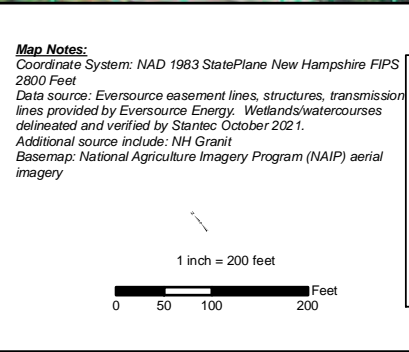 Map Notes:
Coordinate System: NAD 1983 StatePlane New Hampshire FIPS
2800 Feet
Data source: Eversource easement lines, structures, transmission
lines provided by Eversource Energy.  Wetlands/watercourses
delineated and verified by Stantec October 2021.
Additional source include: NH Granit
Basemap: National Agriculture Imagery Program (NAIP) aerial
imagery
1 inch = 200 feet
Feet
0 50 100 200